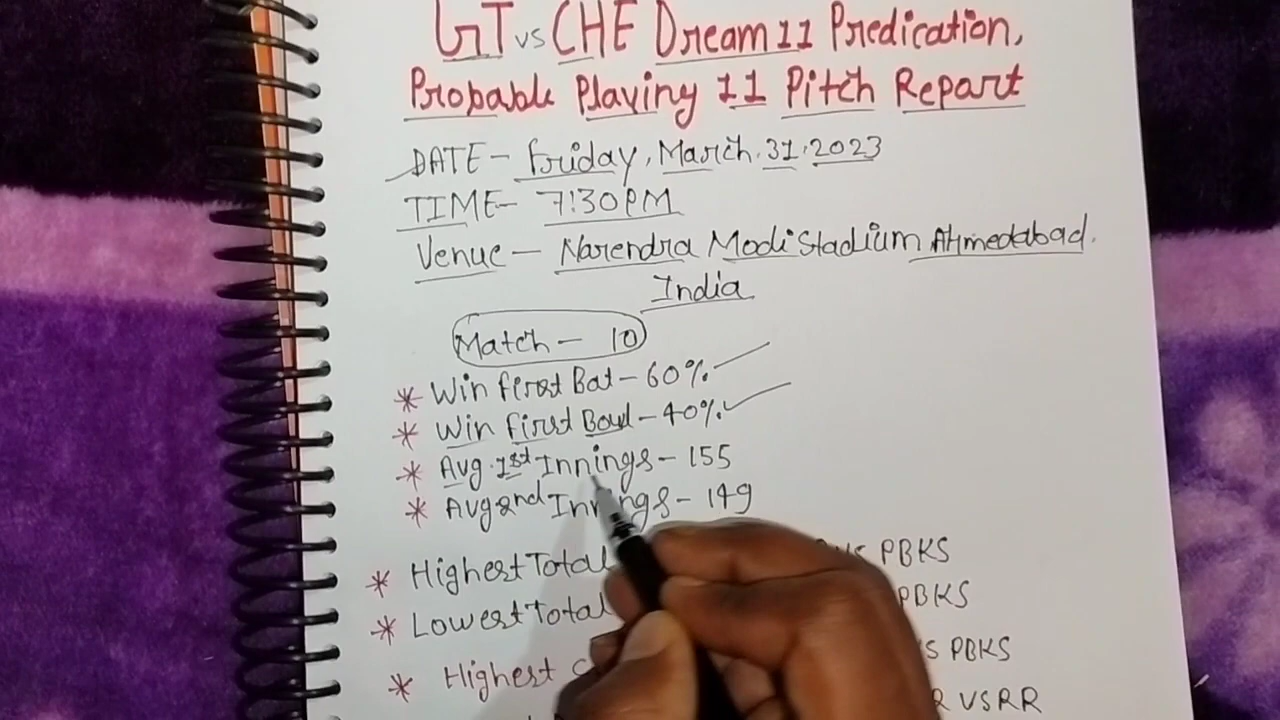 GT vs CHE Dream11 Predication,
Probable Playing 11 Pitch Report
DATE- Friday, March.31.2023
TIME- 7:30PM
Venue- Narendra Modi Stadium Ahmedabad.
India
Match- 10
* Win first Bat- 60%.
* Win first Bowl- 40%.
* Avg.1st Innings- 155
* Avg 2nd Innings- 149
* Highest Total PBKS
* Lowest Total PBKS
* Highest PBKS
VS RR